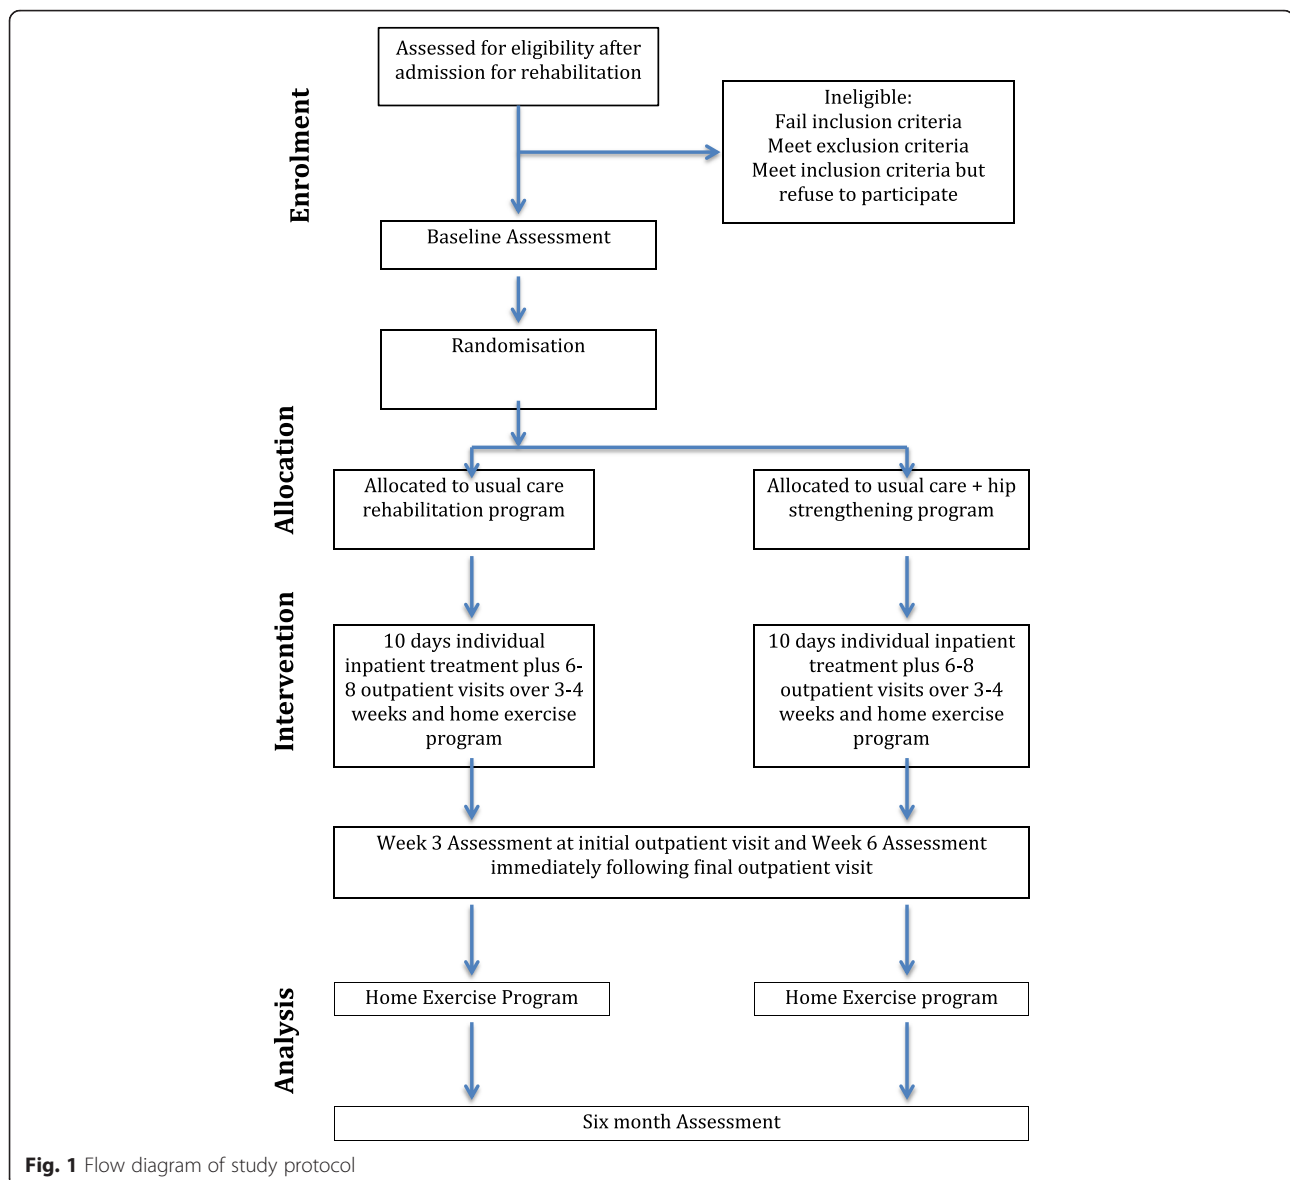 Assessed for eligibility after
admission for rehabilitation
Enrolment
Ineligible:
Fail inclusion criteria
Meet exclusion criteria
Meet inclusion criteria but
refuse to participate
Baseline Assessment
Randomisation
Allocation
Allocated to usual care
rehabilitation program
Allocated to usual care + hip
strengthening program
Intervention
10 days individual
inpatient treatment plus 6-
8 outpatient visits over 3-4
weeks and home exercise
program
10 days individual inpatient
treatment plus 6-8
outpatient visits over 3-4
weeks and home exercise
program
Week 3 Assessment at initial outpatient visit and Week 6 Assessment
immediately following final outpatient visit
Analysis
Home Exercise Program
Home Exercise program
Six month Assessment
Fig. 1 Flow diagram of study protocol